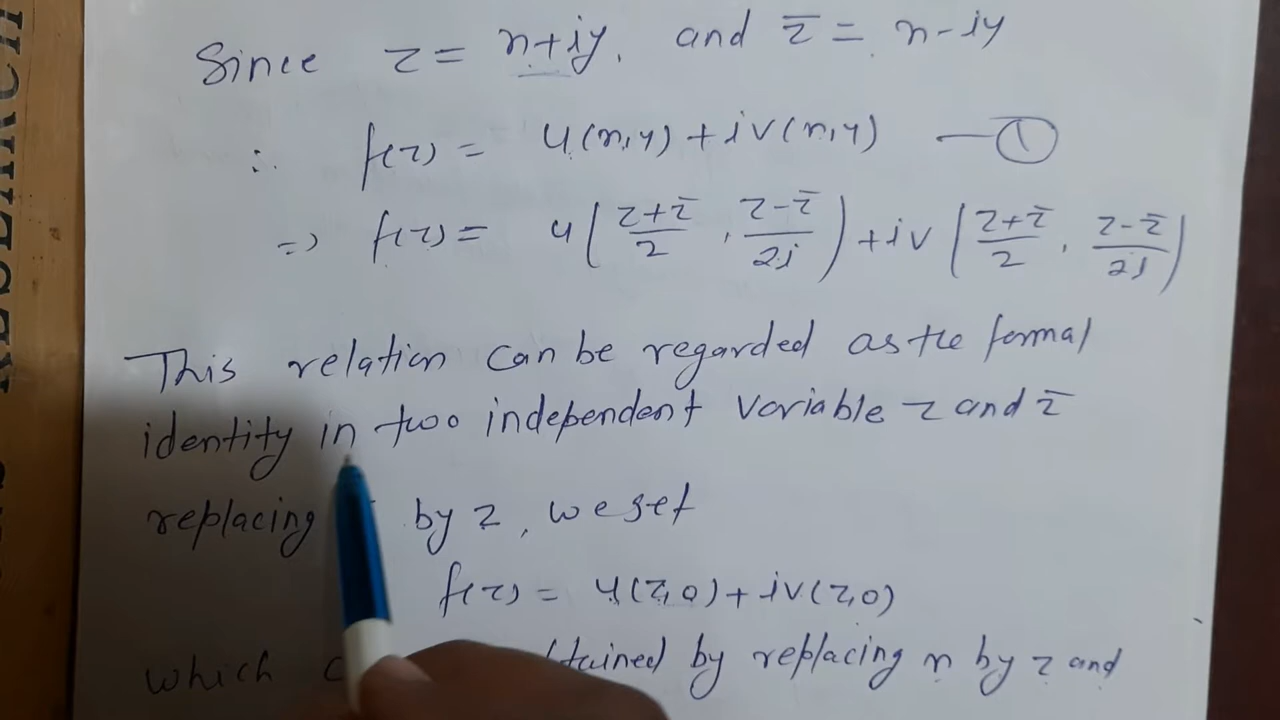 Since z = x+iy, and z̄ = x-iy
∴ f(z) = u(x,y) + iv(x,y) —①
=> f(z) = u((z+z̄)/2, (z-z̄)/2i) + iv((z+z̄)/2, (z-z̄)/2i)
This relation can be regarded as the formal
identity in two independent variable z and z̄
replacing by z, we get
f(z) = u(z,0) + iv(z,0)
which by replacing x by z and